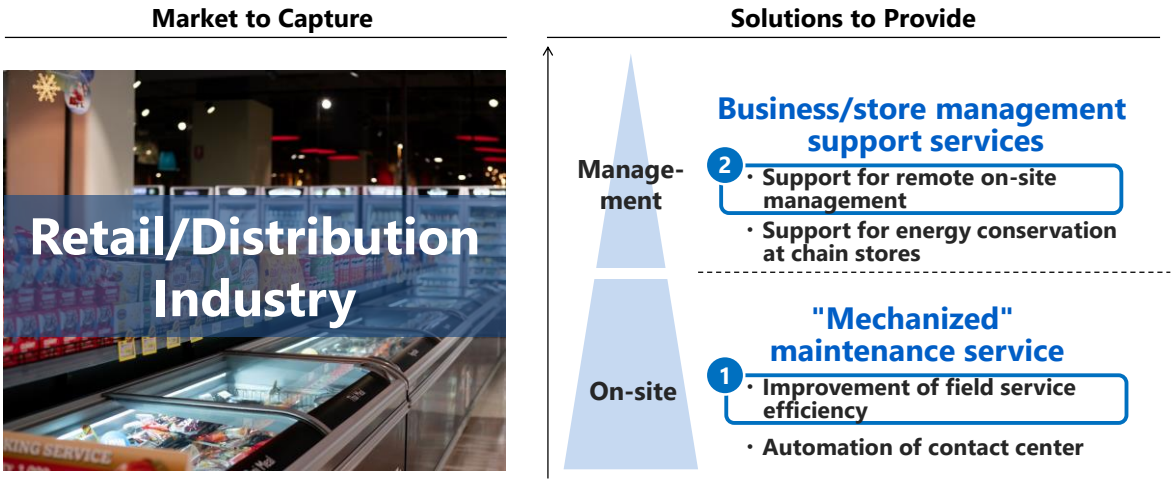 Market to Capture
Solutions to Provide
Retail/Distribution
Industry
KING SERVICE
Manage-
ment
Business/store management
support services
2
・Support for remote on-site
management
・Support for energy conservation
at chain stores
On-site
"Mechanized"
maintenance service
1
・Improvement of field service
efficiency
・Automation of contact center